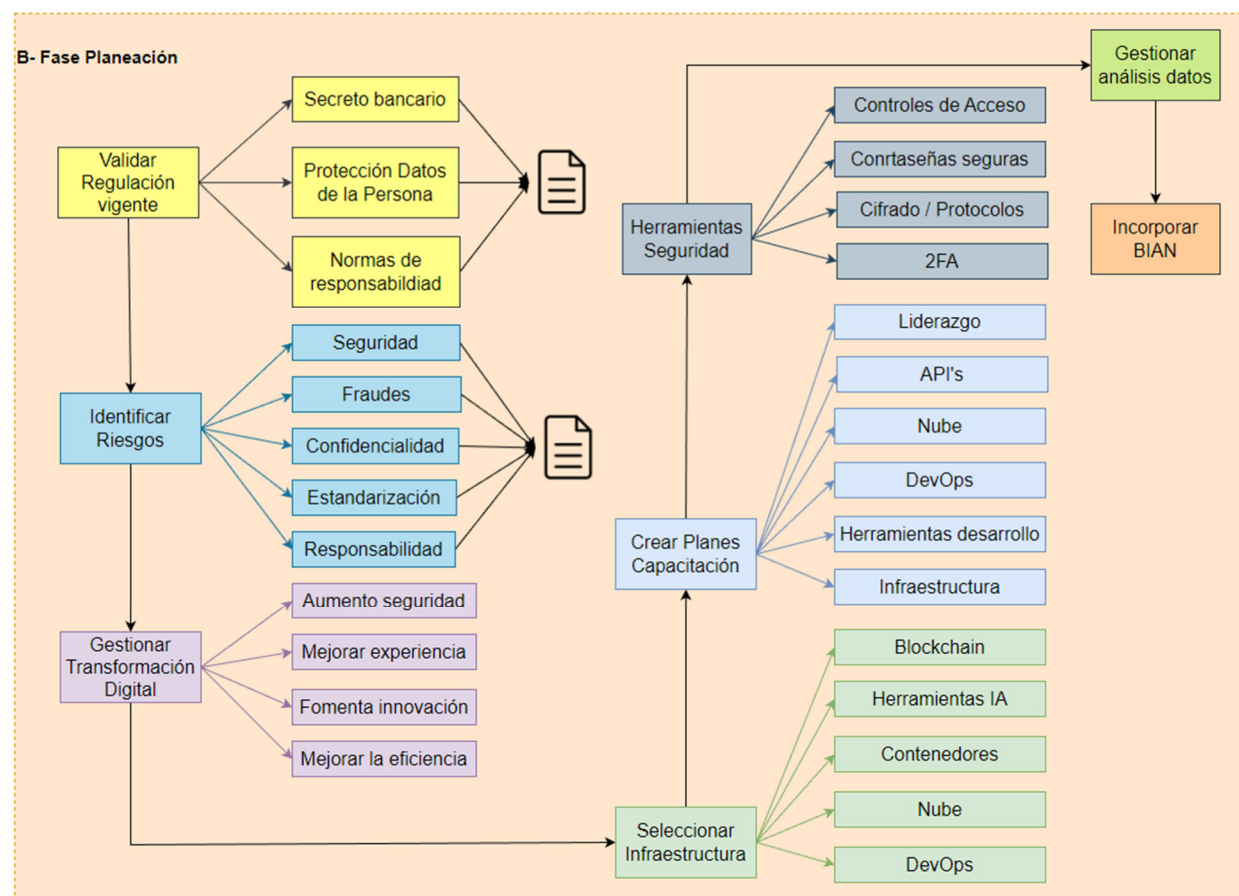 B- Fase Planeación
Validar
Regulación
vigente
Secreto bancario
Protección Datos
de la Persona
Normas de
responsabildiad
Identificar
Riesgos
Seguridad
Fraudes
Confidencialidad
Estandarización
Responsabilidad
Gestionar
Transformación
Digital
Aumento seguridad
Mejorar experiencia
Fomenta innovación
Mejorar la eficiencia
Seleccionar
Infraestructura
Blockchain
Herramientas IA
Contenedores
Nube
DevOps
Crear Planes
Capacitación
Liderazgo
API's
Nube
DevOps
Herramientas desarrollo
Infraestructura
Herramientas
Seguridad
Controles de Acceso
Conrtaseñas seguras
Cifrado / Protocolos
2FA
Gestionar
análisis datos
Incorporar
BIAN